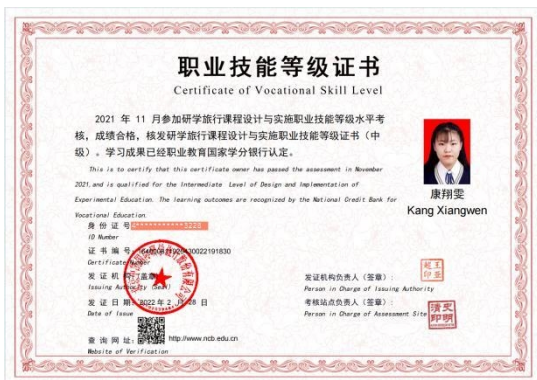 职业技能等级证书
Certificate of Vocational Skill Level
2021 年 11 月参加研学旅行课程设计与实施职业技能等级水平考
核，成绩合格，核发研学旅行课程设计与实施职业技能等级证书（中
级）。学习成果已经职业教育国家学分银行认定。
This is to certify that this certificate owner has passed the assessment in November
2021,and is qualified for the Intermediate Level of Design and Implementation of
Experimental Education. The learning outcomes are recognized by the National Credit Bank for
Vocational Education.
康翔雯
Kang Xiangwen
身 份 证 号
ID Number
证 书 编 号
Certificate Number
发 证 机 构（盖章）
Issuing Authority (Seal)
发证机构负责人（签章）：
Person in Charge of Issuing Authority
发 证 日 期 2022 年 2 月 28 日
Date of Issue
考核站点负责人（签章）：
Person in Charge of Assessment Site
查 询 网 址： http://www.ncb.edu.cn
Website of Verification